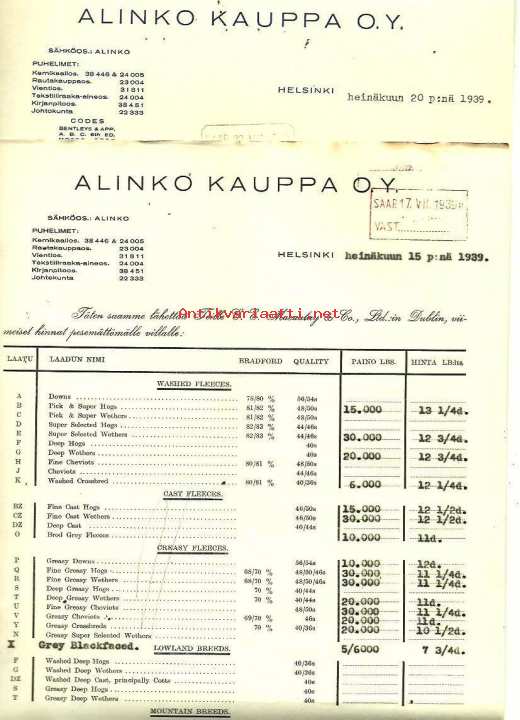 ALINKO KAUPPA O.Y.
SÄHKÖOS.: ALINKO
PUHELIMET:
Kemikaalios. 38 446 & 24 005
Rautakauppaos. 23 004
Vientios. 31 811
Tekstiiliraaka-aineos. 24 004
Kirjanpitoos. 38 451
Johtokunta 22 333
CODES
BENTLEYS & APP,
A. B. C. 6TH ED,
HELSINKI heinäkuun 20 p:nä 1939.
ALINKO KAUPPA O.Y.
SAAP. 17. VII. 1939
VAST.
SÄHKÖOS.: ALINKO
PUHELIMET:
Kemikaalios. 38 446 & 24 005
Rautakauppaos. 23 004
Vientios. 31 811
Tekstiiliraaka-aineos. 24 004
Kirjanpitoos. 38 451
Johtokunta 22 333
HELSINKI heinäkuun 15 p:nä 1939.
Antikvariaatti.net
Täten saamme lähettää & Co., Ltd:in Dublin, vii-
meiset hinnat pesemättömälle villalle:
LAATU LAADUN NIMI BRADFORD QUALITY PAINO LBS. HINTA LB:ltä
WASHED FLEECES.
A Downs 78/80 % 56/54s
B Pick & Super Hogs 81/82 % 48/50s 15.000 13 1/4d.
C Pick & Super Wethers 81/82 % 48/50s
D Super Selected Hogs 82/83 % 44/46s
E Super Selected Wethers 82/83 % 44/46s 30.000 12 3/4d.
F Deep Hogs 40s
G Deep Wethers 40s 20.000 12 3/4d.
H Fine Cheviots 80/81 % 48/50s
J Cheviots 44/46s
K Washed Crossbred 80/81 % 40/36s 6.000 12 1/4d.
CAST FLEECES.
BZ Fine Cast Hogs 46/50s 15.000 12 1/2d.
CZ Fine Cast Wethers 46/50s 30.000 12 1/2d.
DZ Deep Cast 40/44s
O Bred Grey Fleeces 10.000 11d.
GREASY FLEECES.
P Greasy Downs 56/54s 10.000 12d.
Q Fine Greasy Hogs 68/70 % 48/50/46s 30.000 11 1/4d.
R Fine Greasy Wethers 68/70 % 48/50/46s 30.000 11 1/4d.
S Deep Greasy Hogs 70 % 40/44s
T Deep Greasy Wethers 70 % 40/44s 20.000 11d.
U Fine Greasy Cheviots 48/50s 30.000 11 1/4d.
V Greasy Cheviots 69/70 % 46s 20.000 11d.
Y Greasy Crossbreds 70 % 40/36s 20.000 10 1/2d.
N Greasy Super Selected Wethers
X Grey Blackfaced. LOWLAND BREEDS. 5/6000 7 3/4d.
F Washed Deep Hogs 40/36s
G Washed Deep Wethers 40/36s
DZ Washed Deep Cast, principally Cotts 40s
S Greasy Deep Hogs 40s
T Greasy Deep Wethers 40s
MOUNTAIN BREEDS.